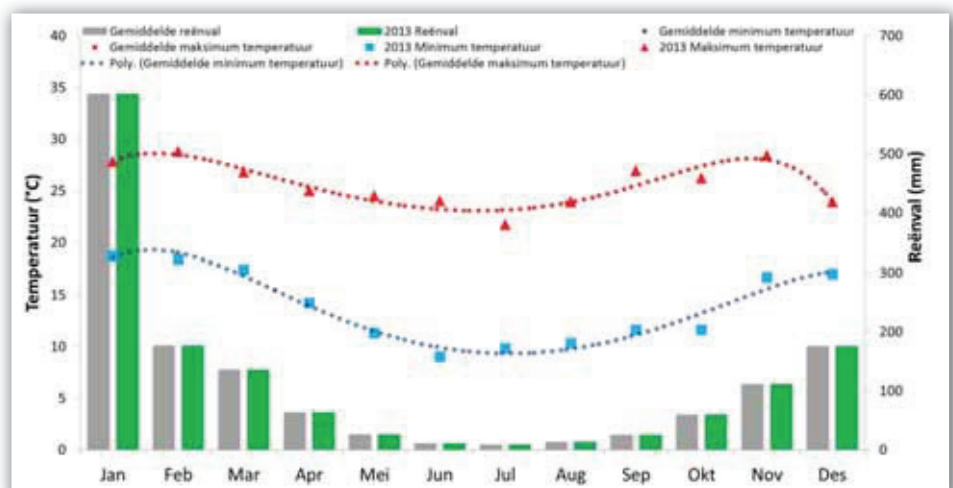 Gemiddelde reënval 2013 Reënval Gemiddelde minimum temperatuur
Gemiddelde maksimum temperatuur 2013 Minimum temperatuur 2013 Maksimum temperatuur
Poly. (Gemiddelde minimum temperatuur) Poly. (Gemiddelde maksimum temperatuur)
Temperatuur (°C)
40
35
30
25
20
15
10
5
0
700
600
500
400
300
200
100
0
Reënval (mm)
Jan Feb Mar Apr Mei Jun Jul Aug Sep Okt Nov Des